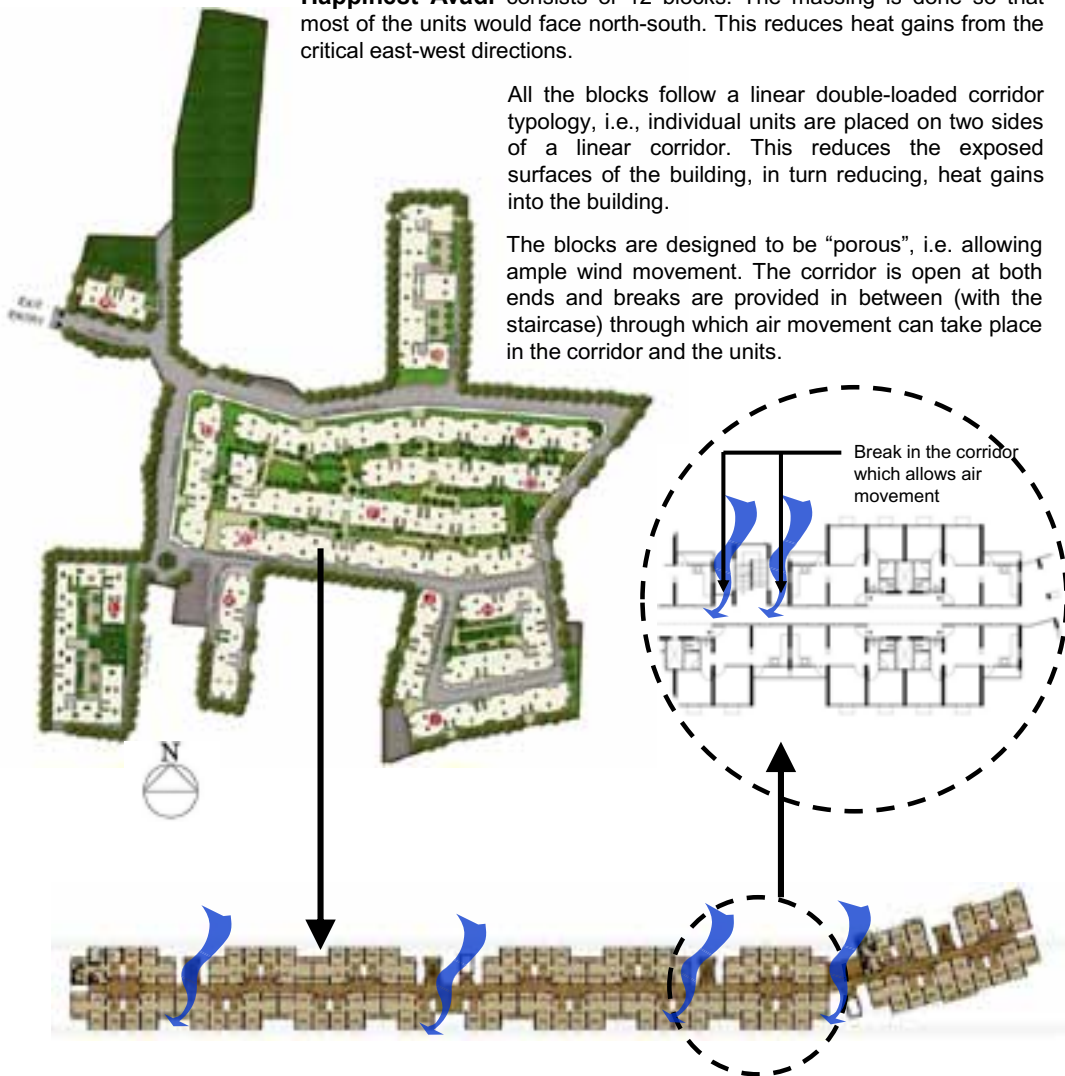 Happinest Avadi consists of 12 blocks. The massing is done so that
most of the units would face north-south. This reduces heat gains from the
critical east-west directions.
All the blocks follow a linear double-loaded corridor
typology, i.e., individual units are placed on two sides
of a linear corridor. This reduces the exposed
surfaces of the building, in turn reducing, heat gains
into the building.
The blocks are designed to be “porous”, i.e. allowing
ample wind movement. The corridor is open at both
ends and breaks are provided in between (with the
staircase) through which air movement can take place
in the corridor and the units.
EXIT
ENTRY
Break in the corridor
which allows air
movement
N